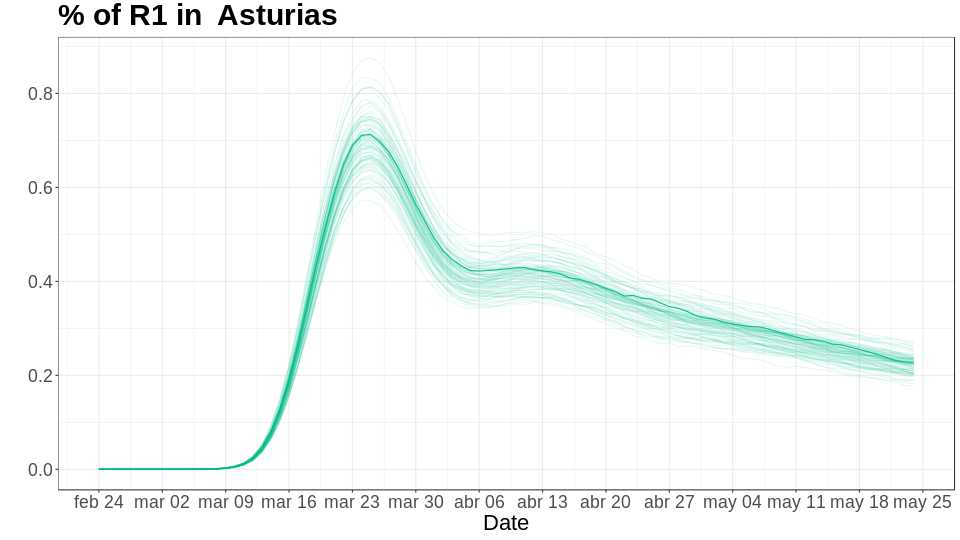 % of R1 in  Asturias
0.8
0.6
0.4
0.2
0.0
feb 24 mar 02 mar 09 mar 16 mar 23 mar 30 abr 06 abr 13 abr 20 abr 27 may 04 may 11 may 18 may 25
Date